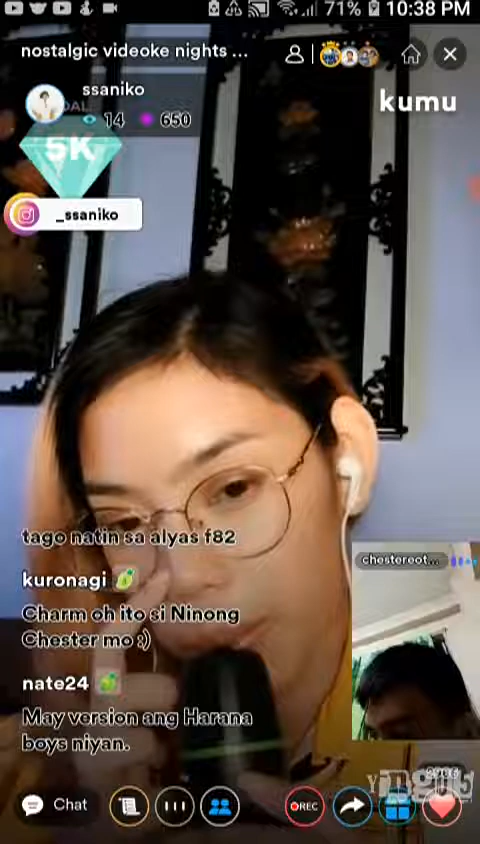 71% 10:38 PM
nostalgic videoke nights ...
ssaniko
14 650
kumu
5K
_ssaniko
tago natin sa alyas f82
chestereot...
kuronagi
Charm oh ito si Ninong
Chester mo :)
nate24
May version ang Harana
boys niyan.
Chat
REC